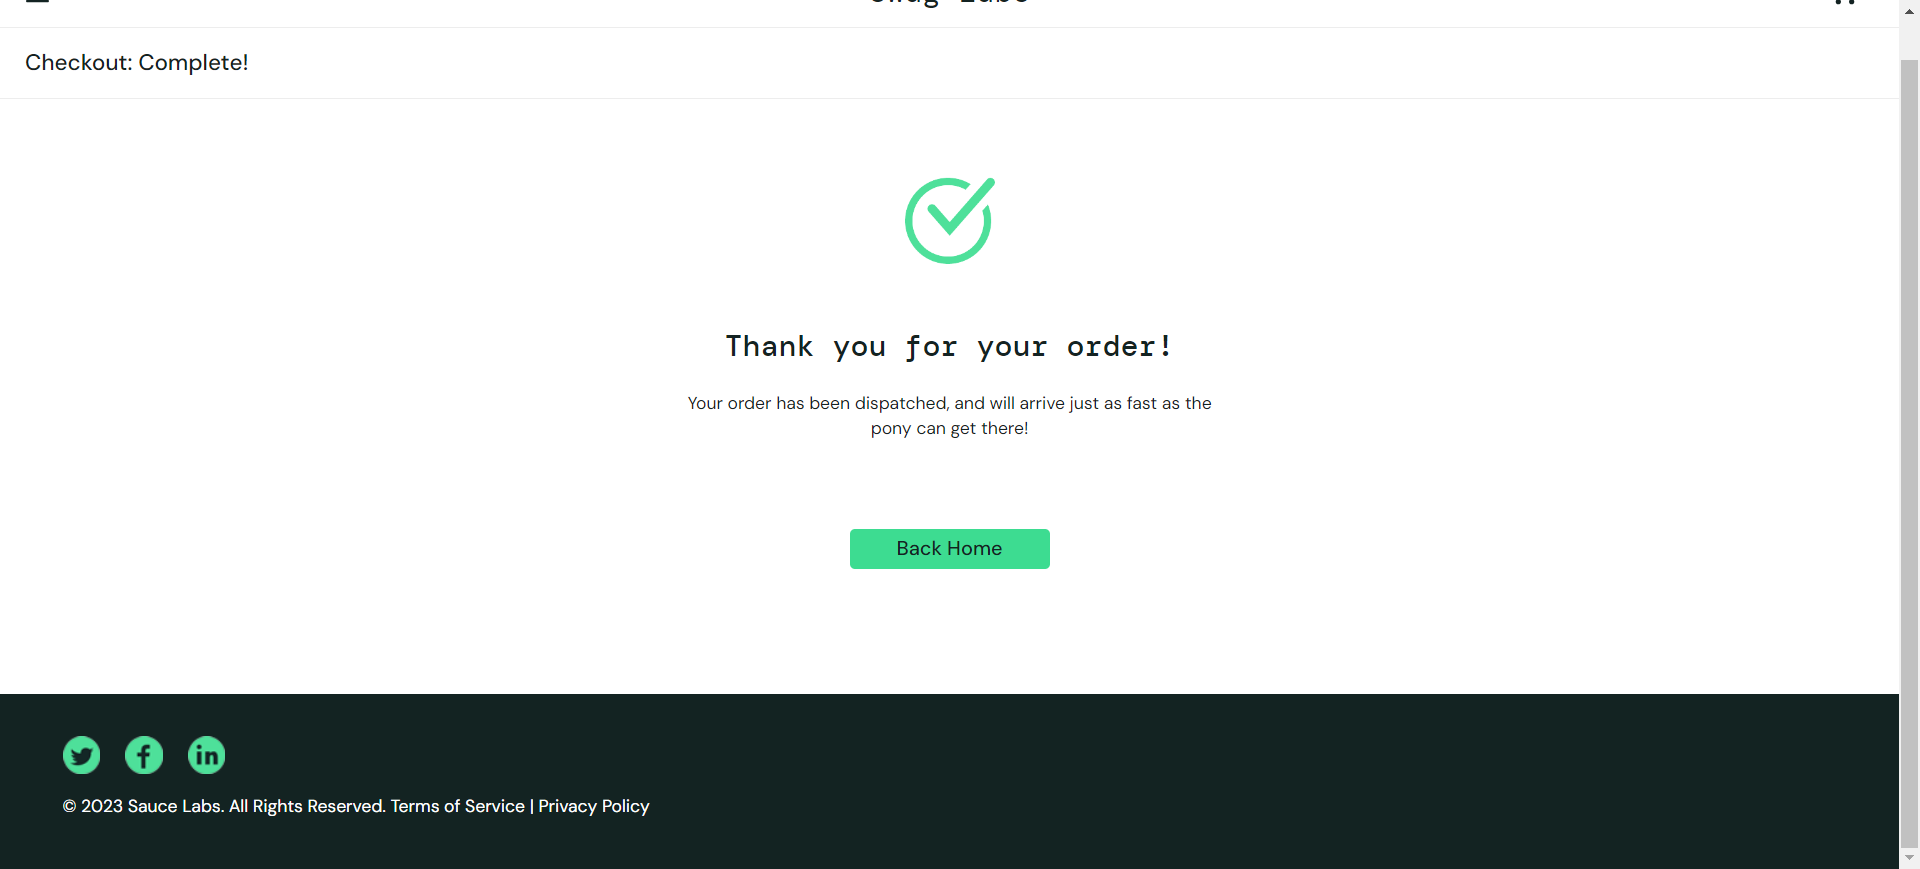 Checkout: Complete!
Thank you for your order!
Your order has been dispatched, and will arrive just as fast as the
pony can get there!
Back Home
© 2023 Sauce Labs. All Rights Reserved. Terms of Service | Privacy Policy